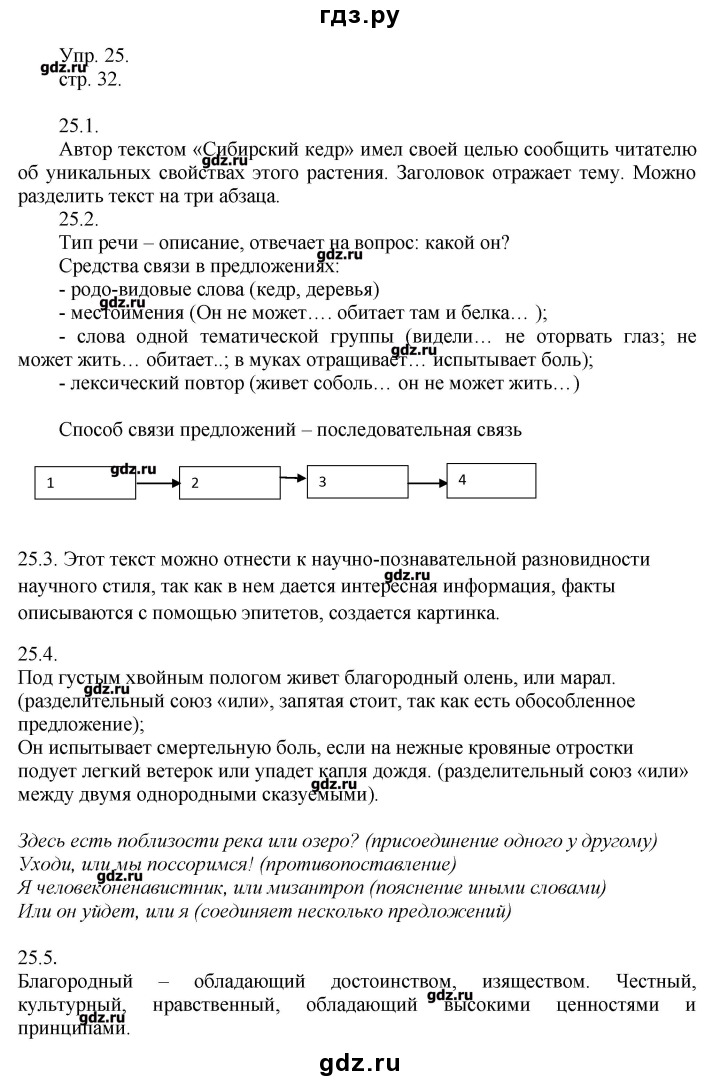 гдз.ру
Упр. 25.
gdz.ru
стр. 32.
25.1.
Автор текстом «Сибирский кедр» имел своей целью сообщить читателю
gdz.ru
об уникальных свойствах этого растения. Заголовок отражает тему. Можно
разделить текст на три абзаца.
25.2.
Тип речи – описание, отвечает на вопрос: какой он?
gdz.ru
Средства связи в предложениях:
- родо-видовые слова (кедр, деревья)
gdz.ru
- местоимения (Он не может…. обитает там и белка… );
- слова одной тематической группы (видели… не оторвать глаз; не
gdz.ru
может жить… обитает..; в муках отращивает… испытывает боль);
- лексический повтор (живет соболь… он не может жить…)
Способ связи предложений – последовательная связь
gdz.ru
1 2 3 4
25.3. Этот текст можно отнести к научно-познавательной разновидности
gdz.ru
научного стиля, так как в нем дается интересная информация, факты
описываются с помощью эпитетов, создается картинка.
25.4.
Под густым хвойным пологом живет благородный олень, или марал.
gdz.ru
(разделительный союз «или», запятая стоит, так как есть обособленное
предложение);
Он испытывает смертельную боль, если на нежные кровяные отростки
подует легкий ветерок или упадет капля дождя. (разделительный союз «или»
gdz.ru
между двумя однородными сказуемыми).
Здесь есть поблизости река или озеро? (присоединение одного у другому)
Уходи, или мы поссоримся! (противопоставление)
gdz.ru
Я человеконенавистник, или мизантроп (пояснение иными словами)
Или он уйдет, или я (соединяет несколько предложений)
25.5.
Благородный – обладающий достоинством, изяществом. Честный,
gdz.ru
культурный, нравственный, обладающий высокими ценностями и
gdz.ru
принципами.
gdz.ru